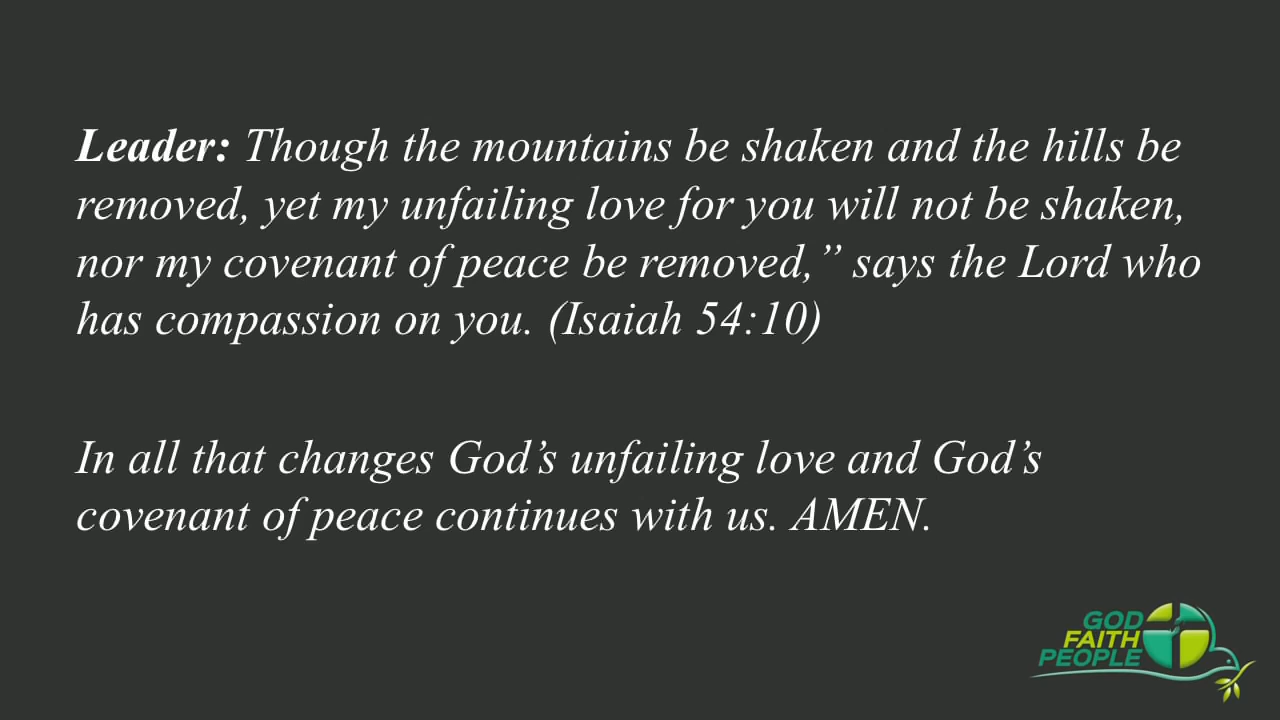 Leader: Though the mountains be shaken and the hills be
removed, yet my unfailing love for you will not be shaken,
nor my covenant of peace be removed,” says the Lord who
has compassion on you. (Isaiah 54:10)
In all that changes God’s unfailing love and God’s
covenant of peace continues with us. AMEN.
GOD
FAITH
PEOPLE